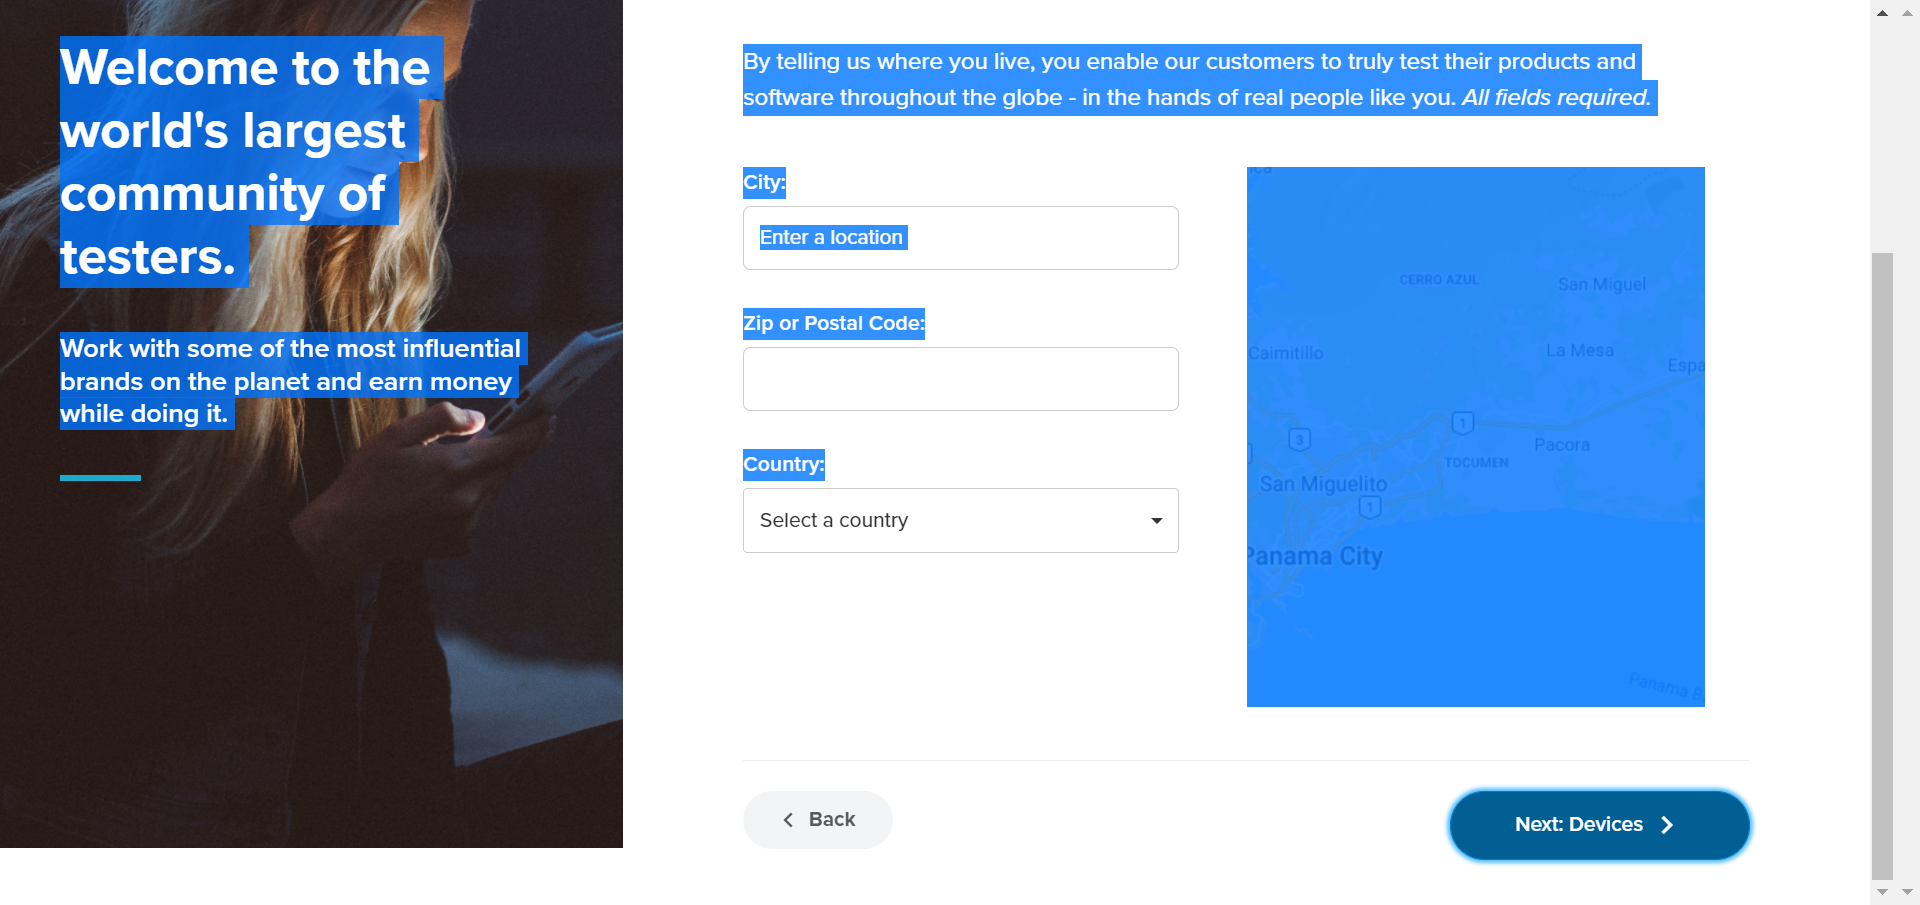 Welcome to the
world's largest
community of
testers.
Work with some of the most influential
brands on the planet and earn money
while doing it.
By telling us where you live, you enable our customers to truly test their products and
software throughout the globe - in the hands of real people like you. All fields required.
City:
Enter a location
Zip or Postal Code:
Country:
Select a country
CERRO AZUL
San Miguel
Caimitillo
La Mesa
Espa
1
3
Pacora
TOCUMEN
San Miguelito
1
Panama City
Panama B
Back
Next: Devices